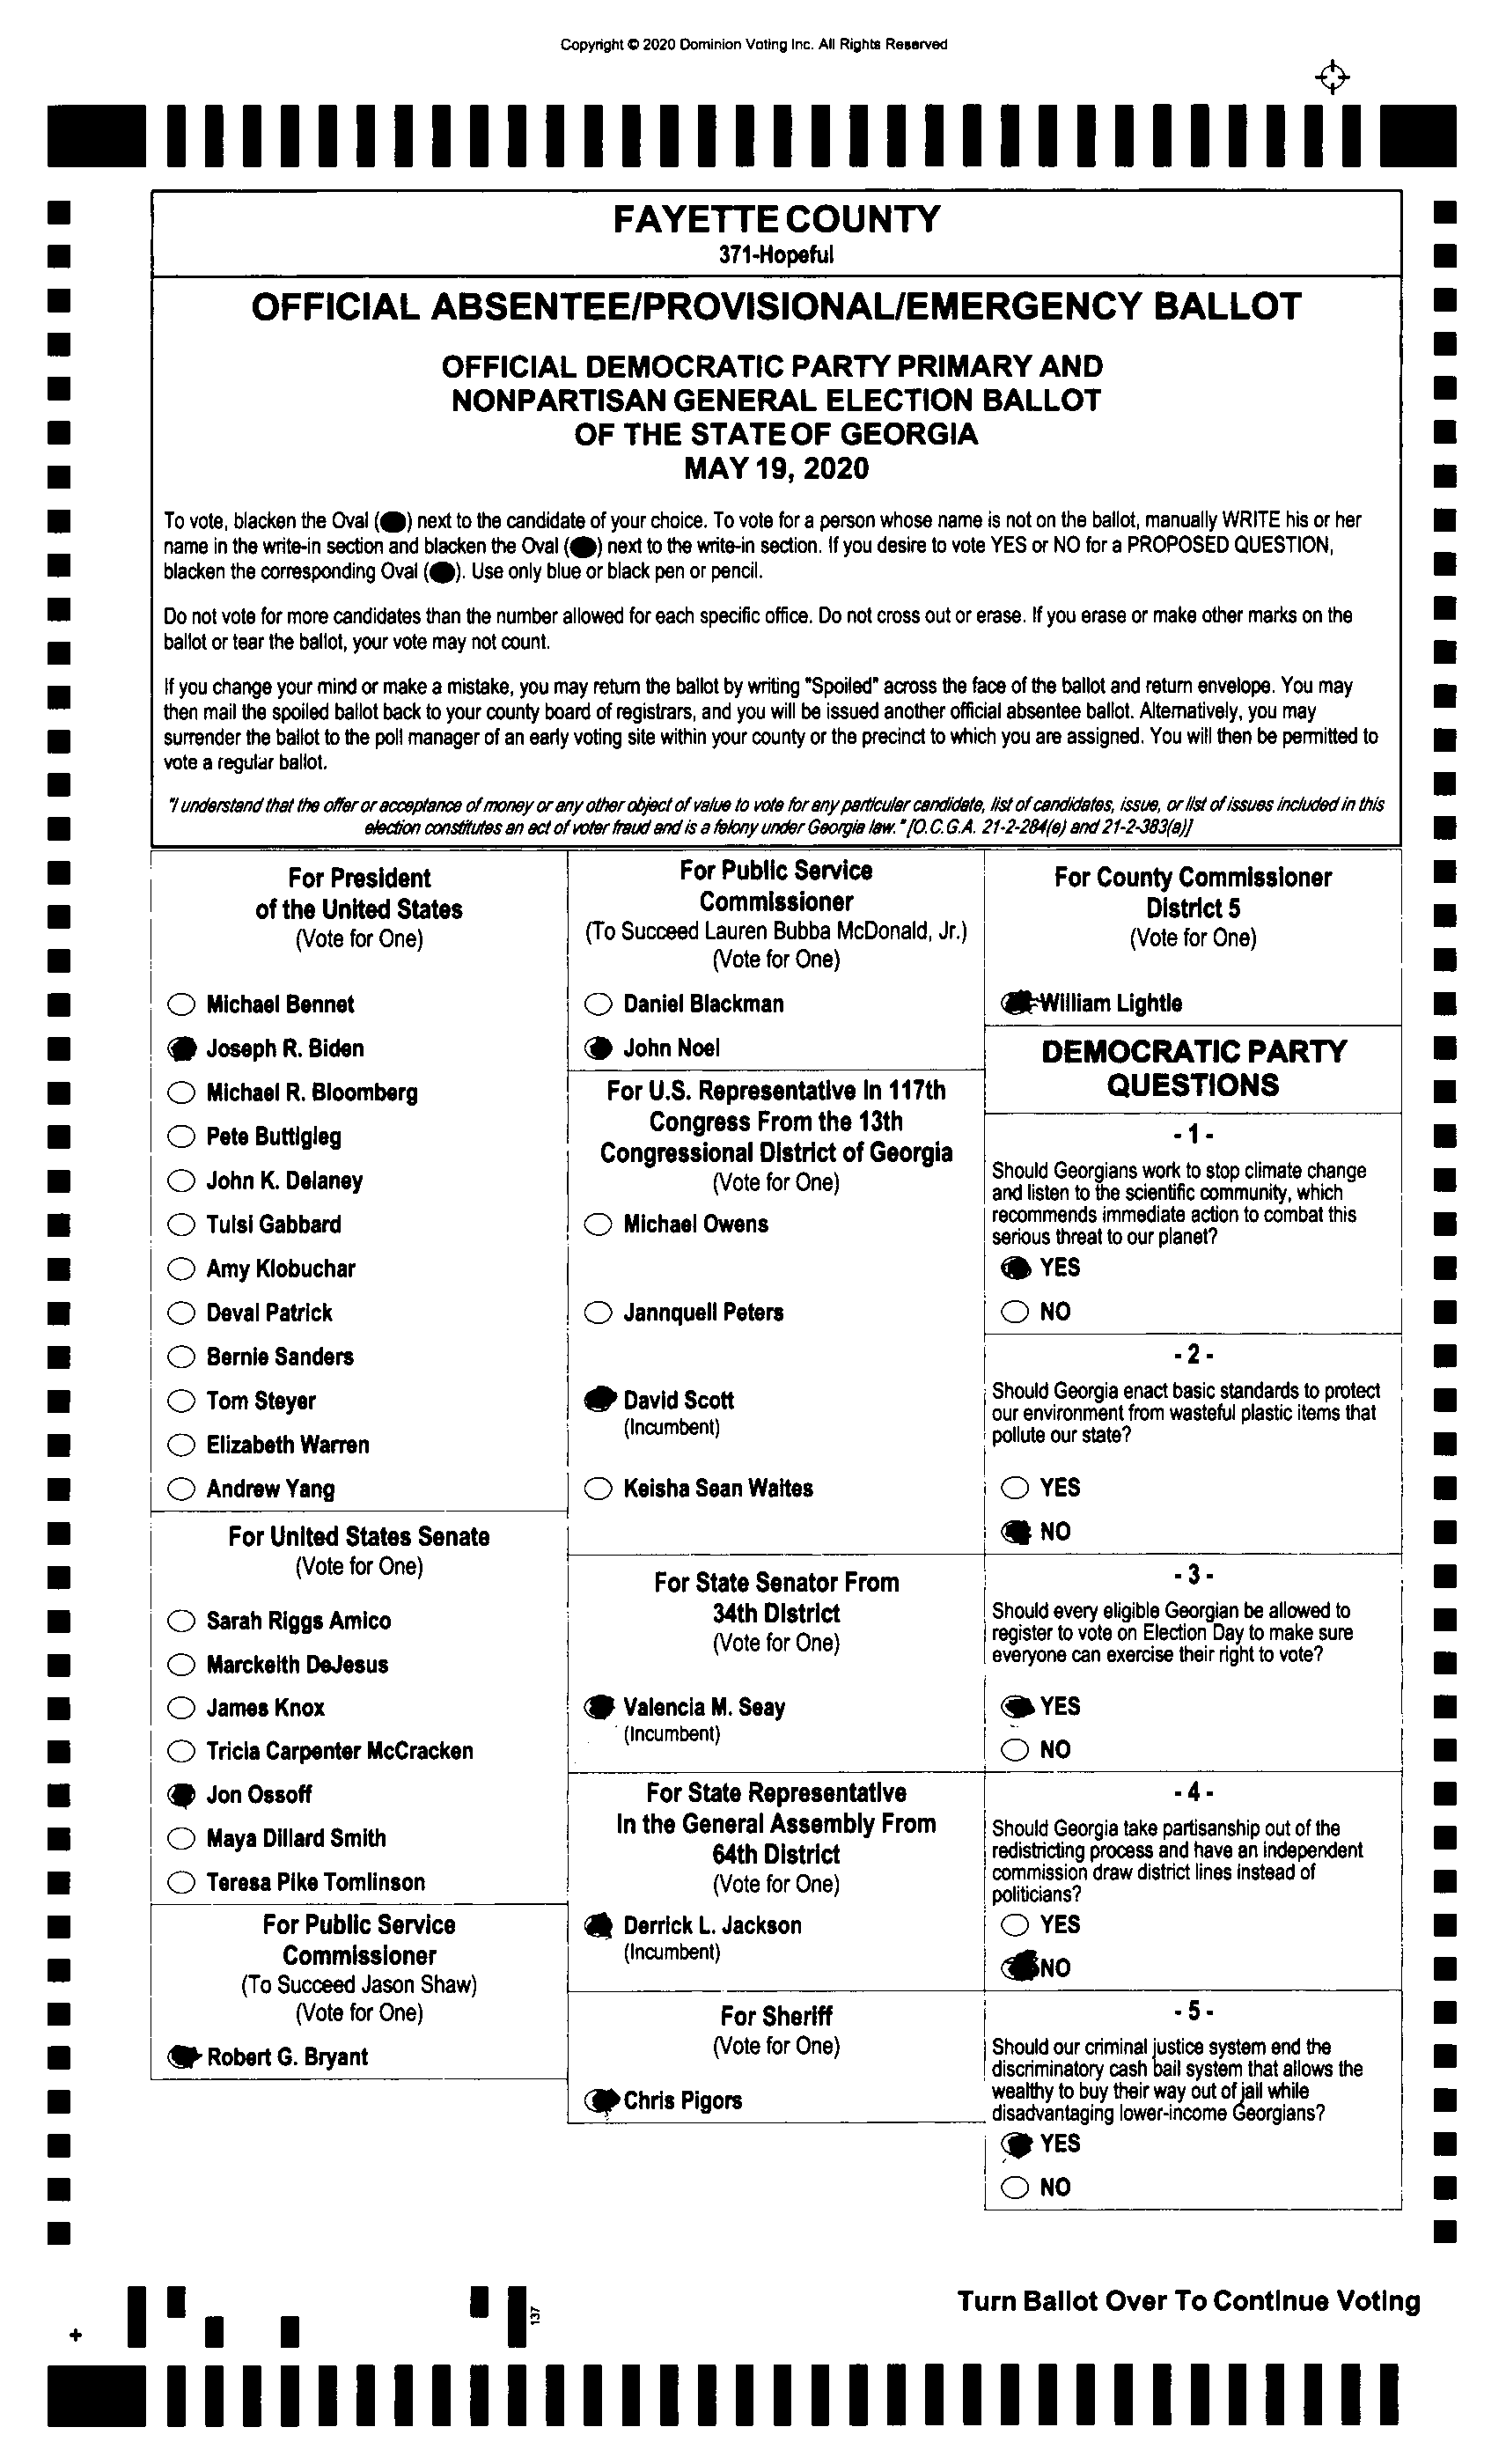 Copyright © 2020 Dominion Voting Inc. All Rights Reserved
FAYETTE COUNTY
371-Hopeful
OFFICIAL ABSENTEE/PROVISIONAL/EMERGENCY BALLOT
OFFICIAL DEMOCRATIC PARTY PRIMARY AND
NONPARTISAN GENERAL ELECTION BALLOT
OF THE STATE OF GEORGIA
MAY 19, 2020
To vote, blacken the Oval () next to the candidate of your choice. To vote for a person whose name is not on the ballot, manually WRITE his or her
name in the write-in section and blacken the Oval () next to the write-in section. If you desire to vote YES or NO for a PROPOSED QUESTION,
blacken the corresponding Oval (). Use only blue or black pen or pencil.
Do not vote for more candidates than the number allowed for each specific office. Do not cross out or erase. If you erase or make other marks on the
ballot or tear the ballot, your vote may not count.
If you change your mind or make a mistake, you may return the ballot by writing "Spoiled" across the face of the ballot and return envelope. You may
then mail the spoiled ballot back to your county board of registrars, and you will be issued another official absentee ballot. Alternatively, you may
surrender the ballot to the poll manager of an early voting site within your county or the precinct to which you are assigned. You will then be permitted to
vote a regular ballot.
"I understand that the offer or acceptance of money or any other object of value to vote for any particular candidate, list of candidates, issue, or list of issues included in this
election constitutes an act of voter fraud and is a felony under Georgia law." [O.C.G.A. 21-2-284(e) and 21-2-383(a)]
For President
of the United States
(Vote for One)
Michael Bennet
Joseph R. Biden
Michael R. Bloomberg
Pete Buttigieg
John K. Delaney
Tulsi Gabbard
Amy Klobuchar
Deval Patrick
Bernie Sanders
Tom Steyer
Elizabeth Warren
Andrew Yang
For United States Senate
(Vote for One)
Sarah Riggs Amico
Marckeith DeJesus
James Knox
Tricia Carpenter McCracken
Jon Ossoff
Maya Dillard Smith
Teresa Pike Tomlinson
For Public Service
Commissioner
(To Succeed Jason Shaw)
(Vote for One)
Robert G. Bryant
For Public Service
Commissioner
(To Succeed Lauren Bubba McDonald, Jr.)
(Vote for One)
Daniel Blackman
John Noel
For U.S. Representative in 117th
Congress From the 13th
Congressional District of Georgia
(Vote for One)
Michael Owens
Jannquell Peters
David Scott
(Incumbent)
Keisha Sean Waites
For State Senator From
34th District
(Vote for One)
Valencia M. Seay
(Incumbent)
For State Representative
In the General Assembly From
64th District
(Vote for One)
Derrick L. Jackson
(Incumbent)
For Sheriff
(Vote for One)
Chris Pigors
For County Commissioner
District 5
(Vote for One)
William Lightle
DEMOCRATIC PARTY
QUESTIONS
- 1 -
Should Georgians work to stop climate change
and listen to the scientific community, which
recommends immediate action to combat this
serious threat to our planet?
YES
NO
- 2 -
Should Georgia enact basic standards to protect
our environment from wasteful plastic items that
pollute our state?
YES
NO
- 3 -
Should every eligible Georgian be allowed to
register to vote on Election Day to make sure
everyone can exercise their right to vote?
YES
NO
- 4 -
Should Georgia take partisanship out of the
redistricting process and have an independent
commission draw district lines instead of
politicians?
YES
NO
- 5 -
Should our criminal justice system end the
discriminatory cash bail system that allows the
wealthy to buy their way out of jail while
disadvantaging lower-income Georgians?
YES
NO
137
Turn Ballot Over To Continue Voting